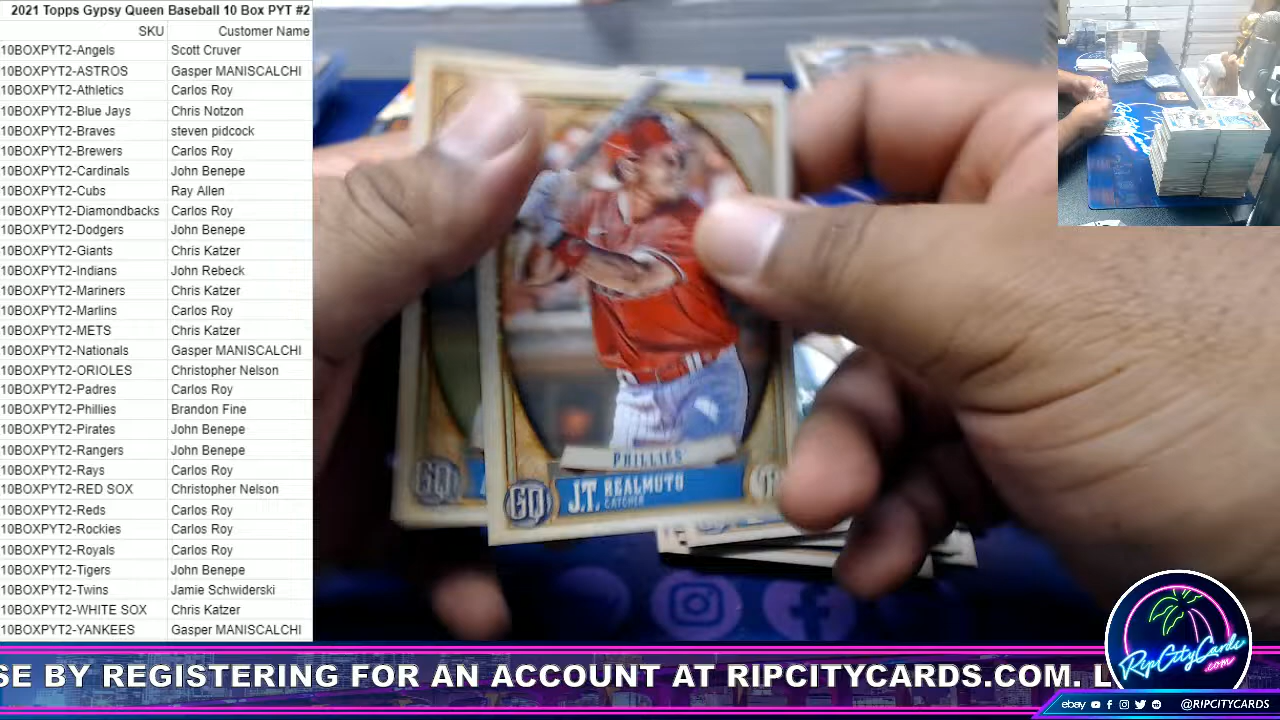 2021 Topps Gypsy Queen Baseball 10 Box PYT #2
SKU Customer Name
10BOXPYT2-Angels Scott Cruver
10BOXPYT2-ASTROS Gasper MANISCALCHI
10BOXPYT2-Athletics Carlos Roy
10BOXPYT2-Blue Jays Chris Notzon
10BOXPYT2-Braves steven pidcock
10BOXPYT2-Brewers Carlos Roy
10BOXPYT2-Cardinals John Benepe
10BOXPYT2-Cubs Ray Allen
10BOXPYT2-Diamondbacks Carlos Roy
10BOXPYT2-Dodgers John Benepe
10BOXPYT2-Giants Chris Katzer
10BOXPYT2-Indians John Rebeck
10BOXPYT2-Mariners Chris Katzer
10BOXPYT2-Marlins Carlos Roy
10BOXPYT2-METS Chris Katzer
10BOXPYT2-Nationals Gasper MANISCALCHI
10BOXPYT2-ORIOLES Christopher Nelson
10BOXPYT2-Padres Carlos Roy
10BOXPYT2-Phillies Brandon Fine
10BOXPYT2-Pirates John Benepe
10BOXPYT2-Rangers John Benepe
10BOXPYT2-Rays Carlos Roy
10BOXPYT2-RED SOX Christopher Nelson
10BOXPYT2-Reds Carlos Roy
10BOXPYT2-Rockies Carlos Roy
10BOXPYT2-Royals Carlos Roy
10BOXPYT2-Tigers John Benepe
10BOXPYT2-Twins Jamie Schwiderski
10BOXPYT2-WHITE SOX Chris Katzer
10BOXPYT2-YANKEES Gasper MANISCALCHI
PHILLIES
GQ GQ J.T. REALMUTO
CATCHER
SE BY REGISTERING FOR AN ACCOUNT AT RIPCITYCARDS.COM. L
RipCityCards
.com
ebay @RIPCITYCARDS